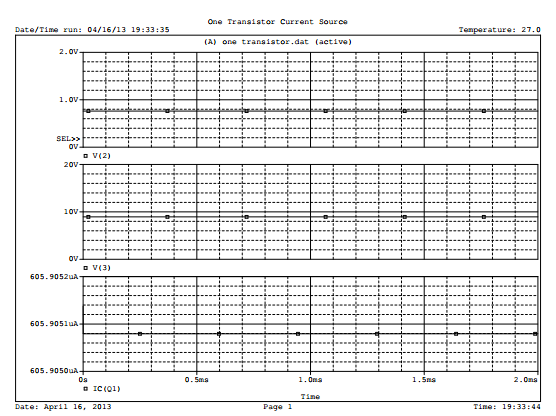 One Transistor Current Source
Date/Time run: 04/16/13 19:33:35
Temperature: 27.0
(A) one transistor.dat (active)
2.0V
1.0V
SEL>>
0V
V(2)
20V
10V
0V
V(3)
605.9052uA
605.9051uA
605.9050uA
0s 0.5ms 1.0ms 1.5ms 2.0ms
IC(Q1)
Time
Date: April 16, 2013
Page 1
Time: 19:33:44